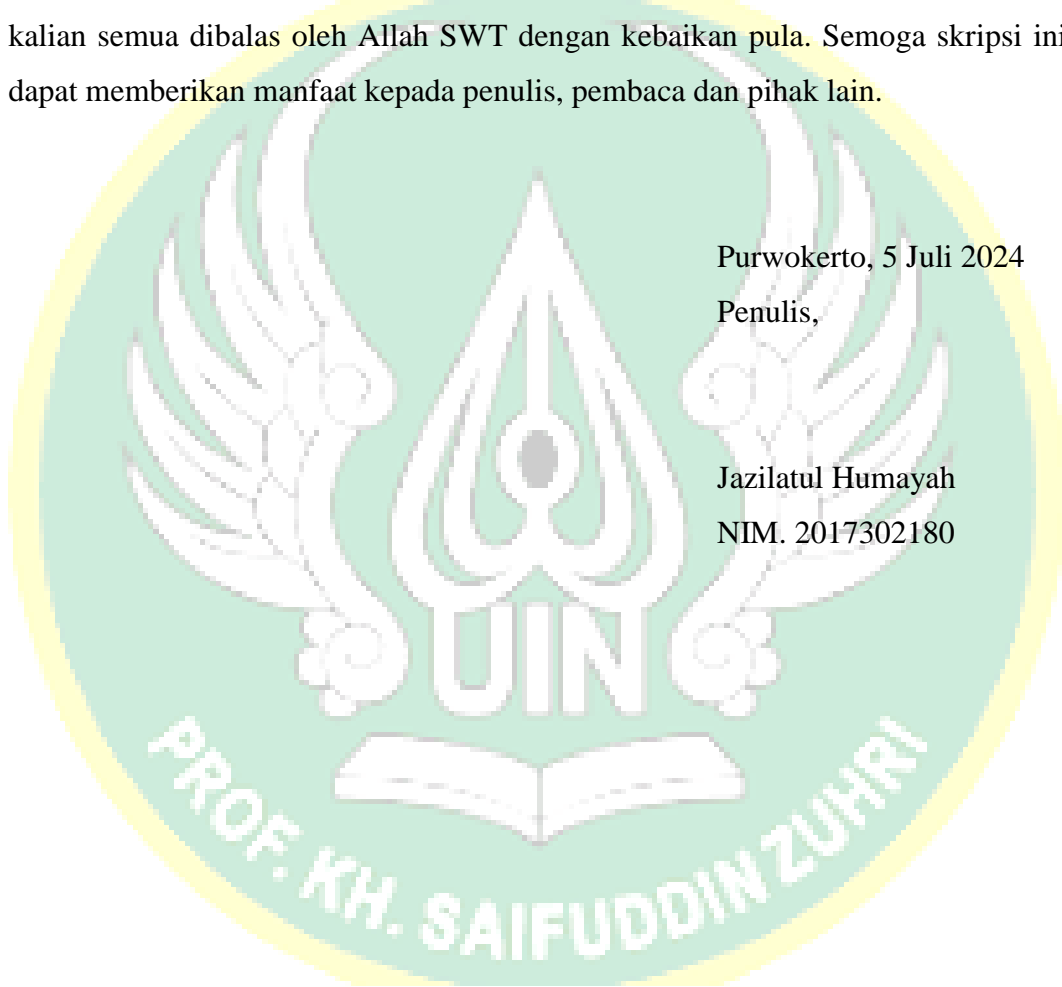 kalian semua dibalas oleh Allah SWT dengan kebaikan pula. Semoga skripsi ini
dapat memberikan manfaat kepada penulis, pembaca dan pihak lain.
Purwokerto, 5 Juli 2024
Penulis,
Jazilatul Humayah
NIM. 2017302180
UIN
PROF. KH. SAIFUDDIN ZUHRI